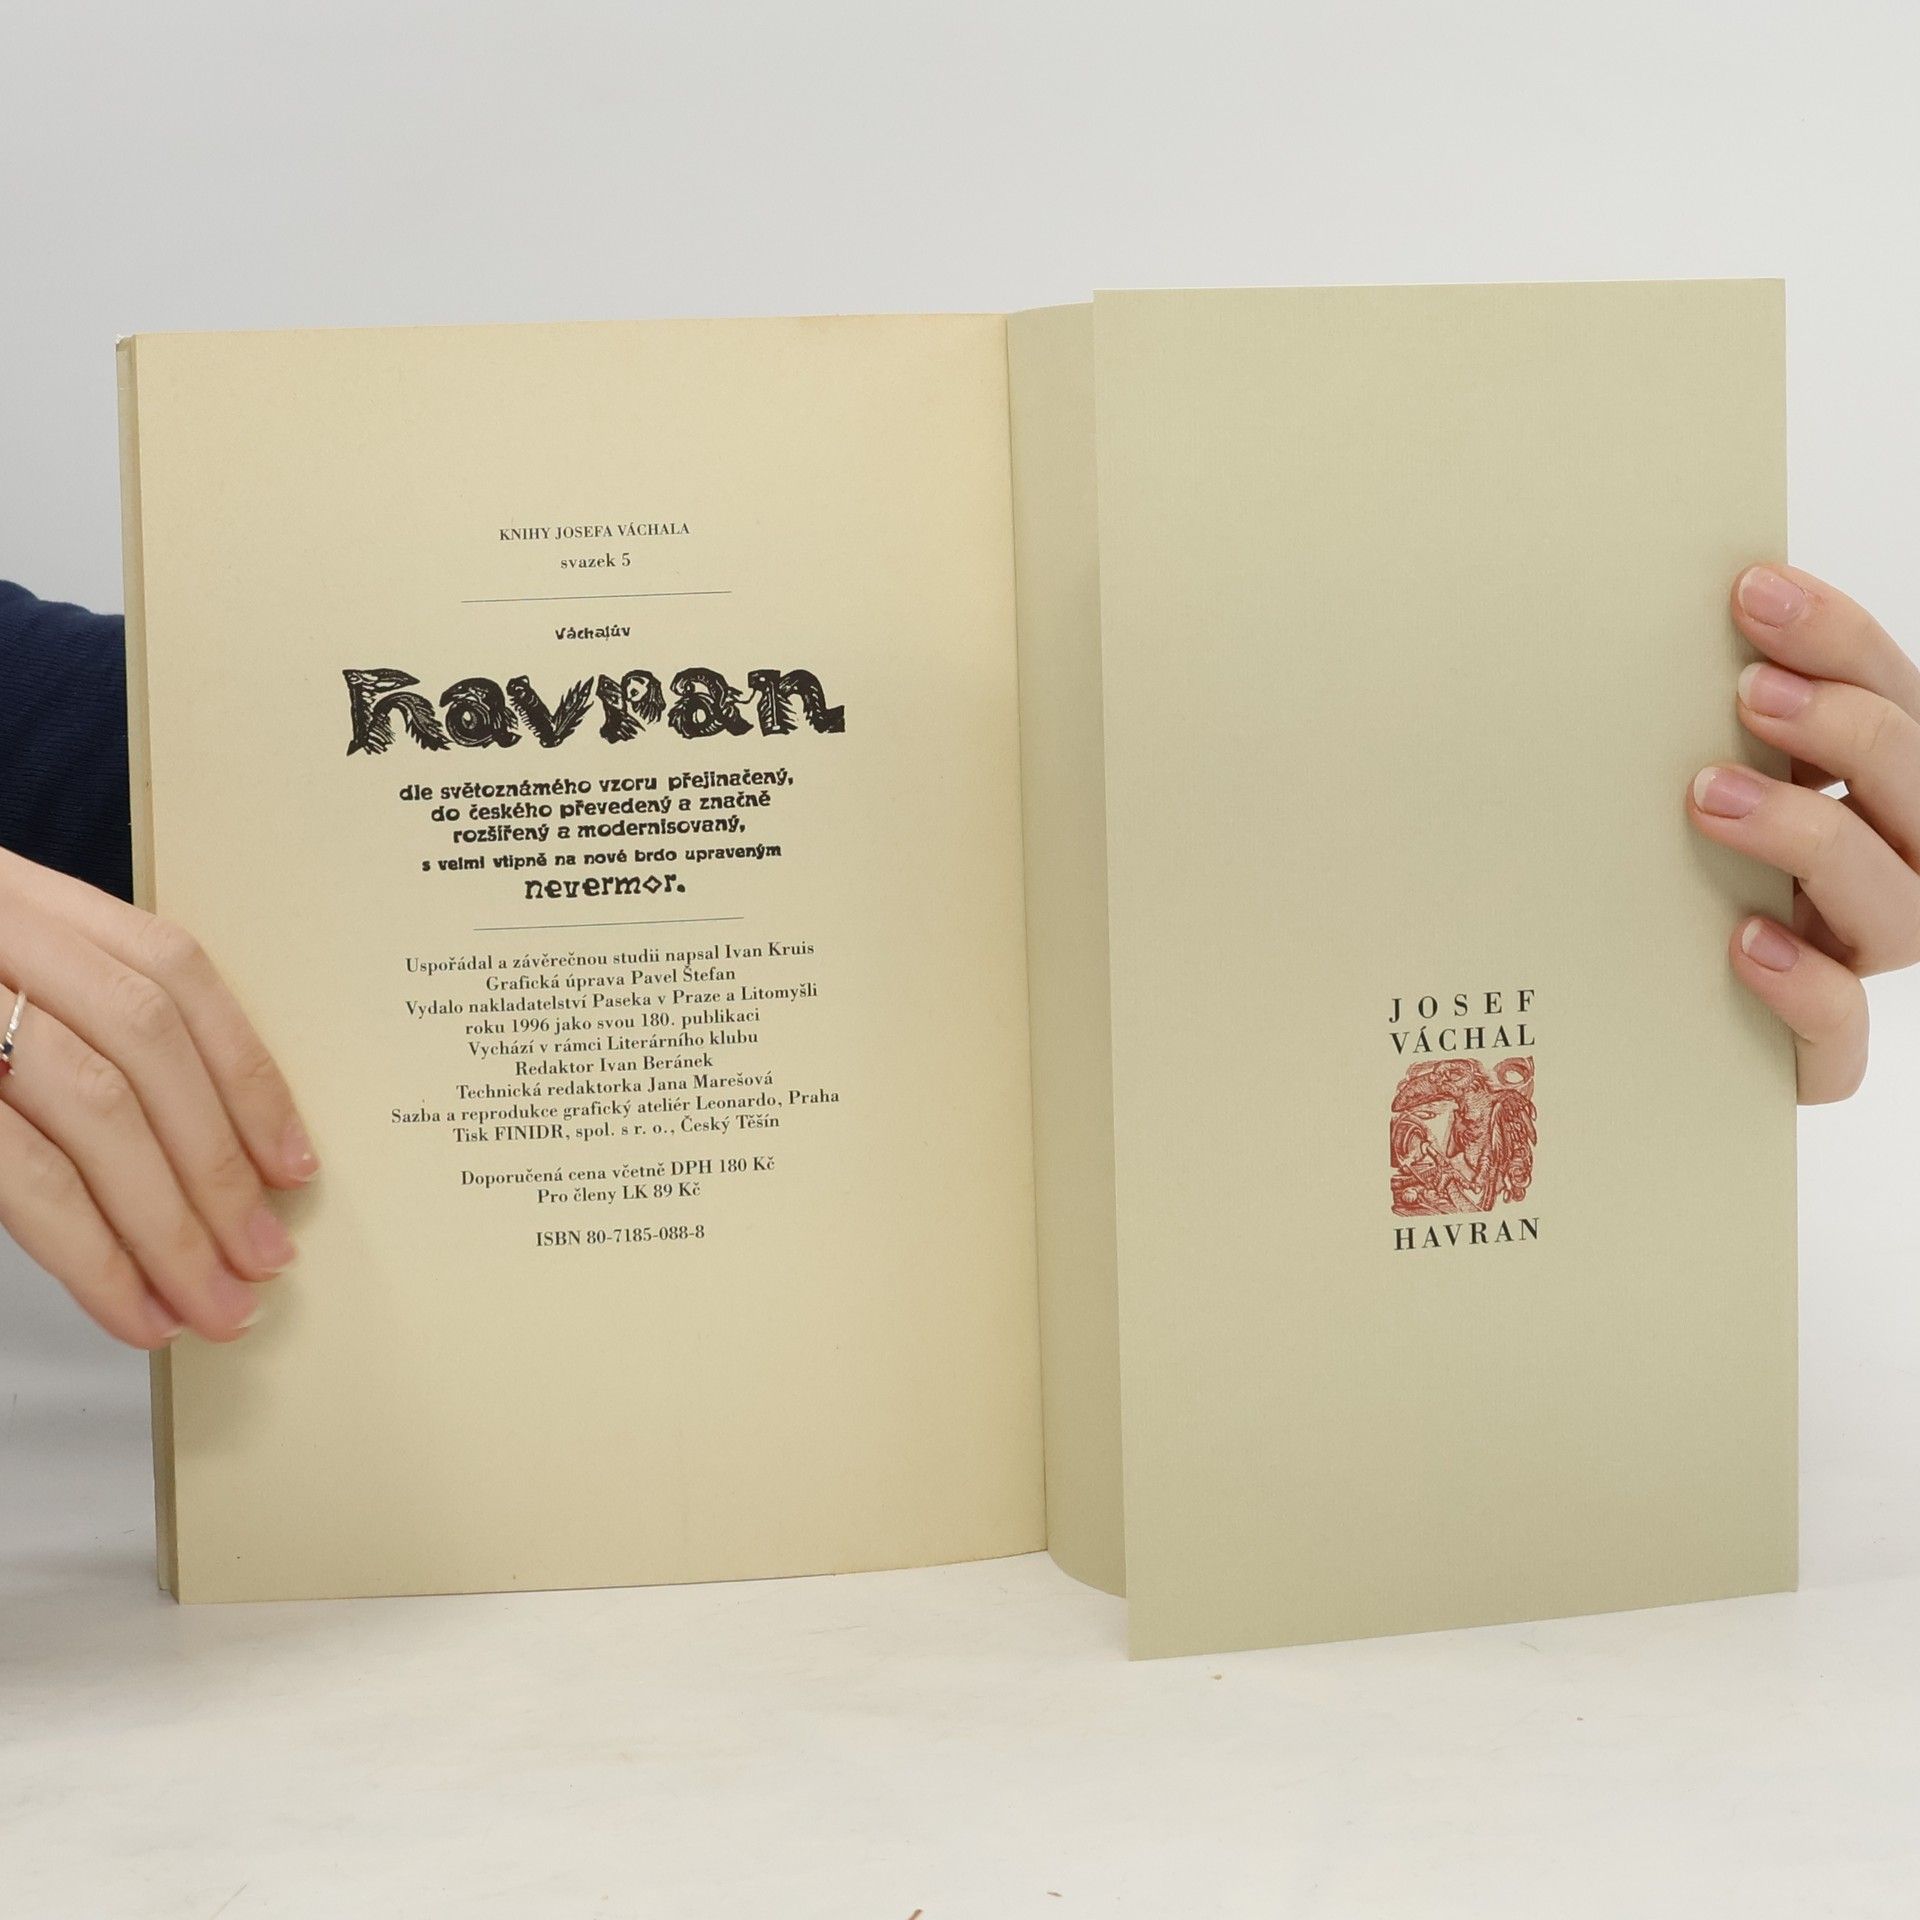 KNIHY JOSEFA VÁCHALA
svazek 5
Váchalův
havran
dle světoznámého vzoru přejinačený,
do českého převedený a značně
rozšířený a modernisovaný,
s velmi vtipně na nové brdo upraveným
nevermor.
Uspořádal a závěrečnou studii napsal Ivan Kruis
Grafická úprava Pavel Štefan
Vydalo nakladatelství Paseka v Praze a Litomyšli
roku 1996 jako svou 180. publikaci
Vychází v rámci Literárního klubu
Redaktor Ivan Beránek
Technická redaktorka Jana Marešová
Sazba a reprodukce grafický ateliér Leonardo, Praha
Tisk FINIDR, spol. s r. o., Český Těšín
Doporučená cena včetně DPH 180 Kč
Pro členy LK 89 Kč
ISBN 80-7185-088-8
JOSEF
VÁCHAL
HAVRAN